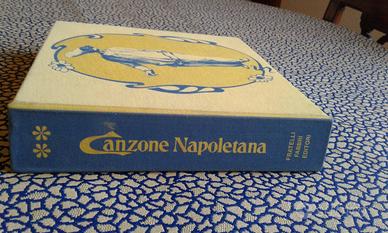 Canzone Napoletana
FRATELLI
FABBRI
EDITORI